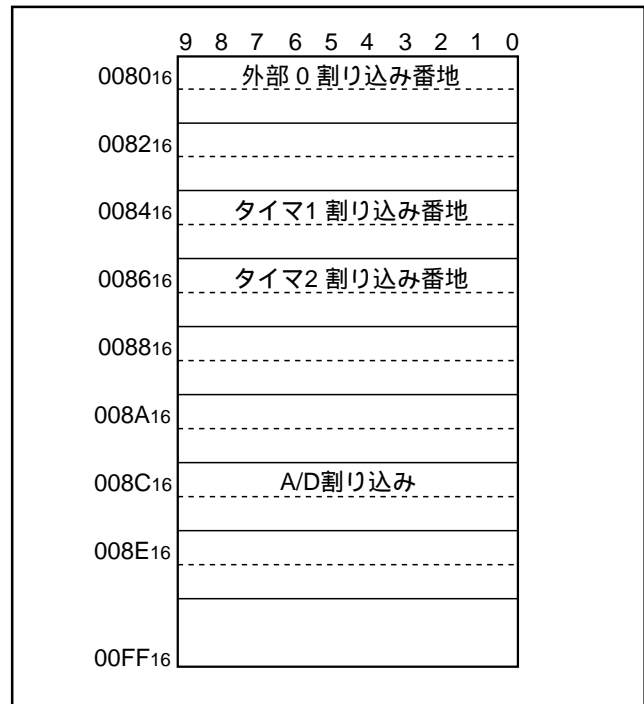 9 8 7 6 5 4 3 2 1 0
008016 外部 0 割り込み番地
008216
008416 タイマ1 割り込み番地
008616 タイマ2 割り込み番地
008816
008A16
008C16 A/D割り込み
008E16
00FF16